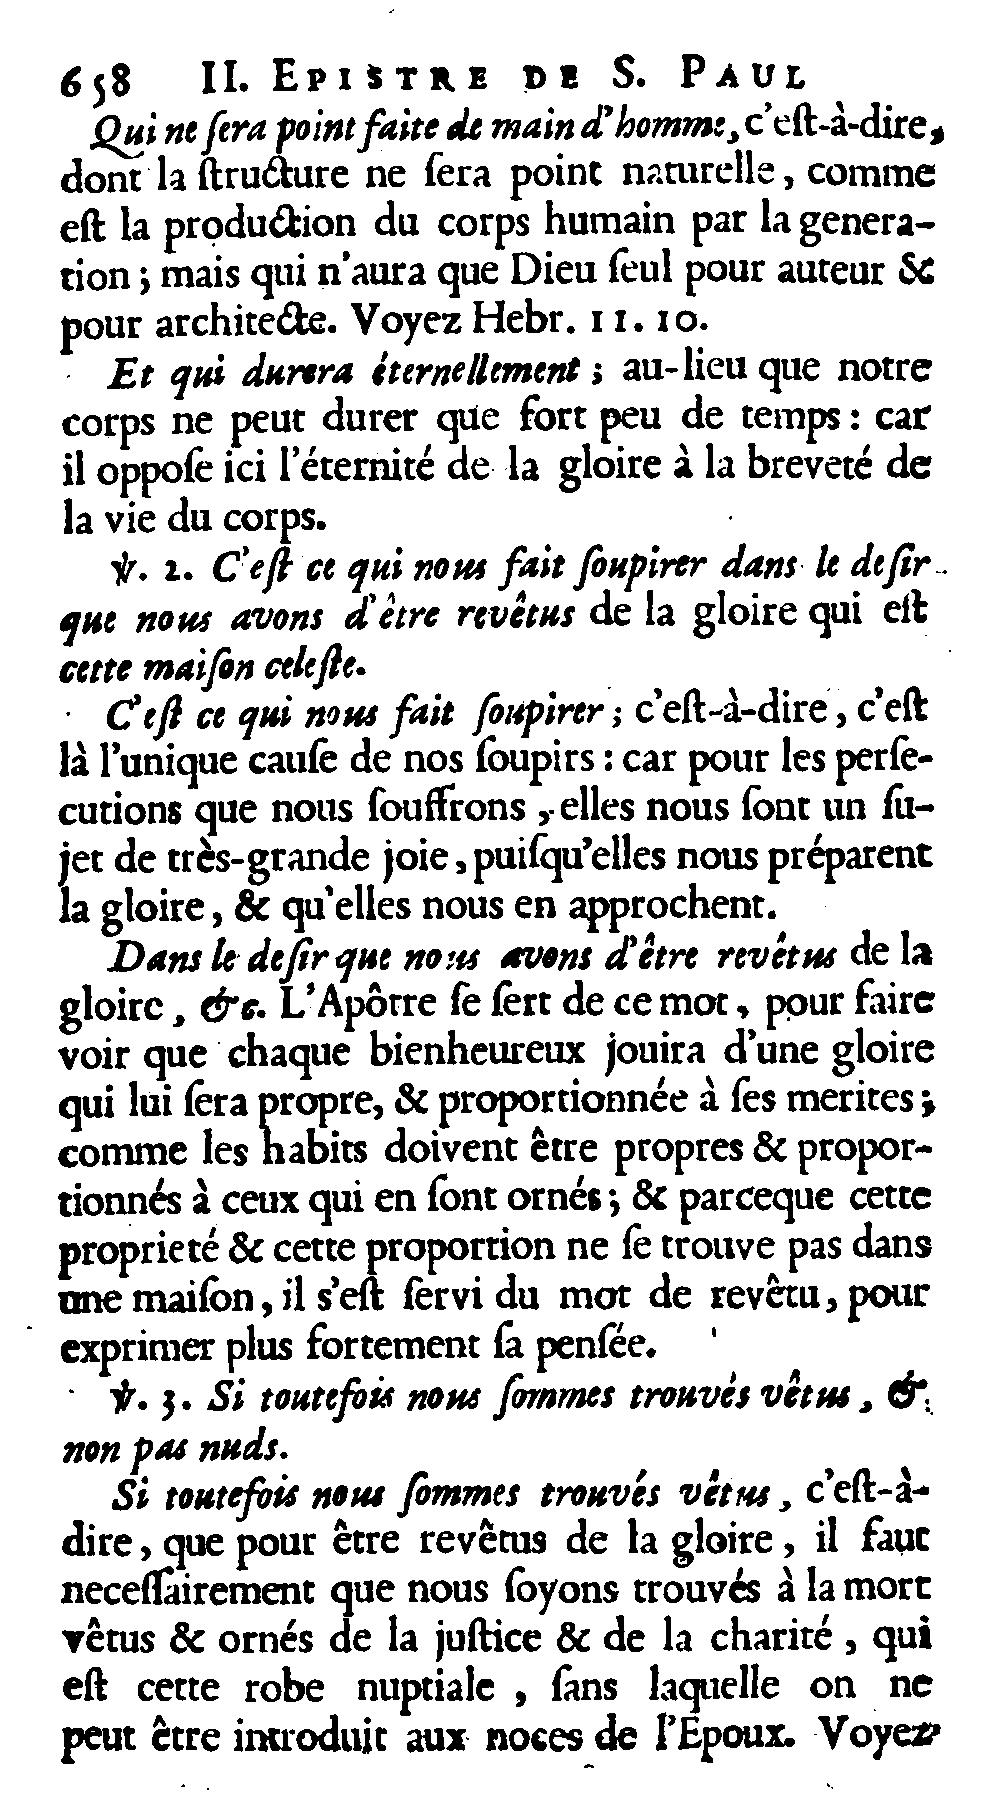 658 II. EPISTRE DE S. PAUL
Qui ne ſera point faite de main d'homme, c'eſt-à-dire,
dont la ſtructure ne ſera point naturelle, comme
eſt la production du corps humain par la genera-
tion; mais qui n'aura que Dieu ſeul pour auteur &
pour architecte. Voyez Hebr. 11. 10.
Et qui durera éternellement; au-lieu que notre
corps ne peut durer que fort peu de temps: car
il oppoſe ici l'éternité de la gloire à la breveté de
la vie du corps.
℣. 2. C'eſt ce qui nous fait ſoupirer dans le deſir
que nous avons d'être revêtus de la gloire qui eſt
cette maiſon celeſte.
C'eſt ce qui nous fait ſoupirer; c'eſt-à-dire, c'eſt
là l'unique cauſe de nos ſoupirs: car pour les perſe-
cutions que nous ſouffrons, elles nous ſont un ſu-
jet de très-grande joie, puiſqu'elles nous préparent
la gloire, & qu'elles nous en approchent.
Dans le deſir que nous avons d'être revêtus de la
gloire, &c. L'Apôtre ſe ſert de ce mot, pour faire
voir que chaque bienheureux jouira d'une gloire
qui lui ſera propre, & proportionnée à ſes merites;
comme les habits doivent être propres & propor-
tionnés à ceux qui en ſont ornés; & parceque cette
proprieté & cette proportion ne ſe trouve pas dans
une maiſon, il s'eſt ſervi du mot de revêtu, pour
exprimer plus fortement ſa penſée.
℣. 3. Si toutefois nous ſommes trouvés vêtus, &
non pas nuds.
Si toutefois nous ſommes trouvés vêtus, c'eſt-à-
dire, que pour être revêtus de la gloire, il faut
neceſſairement que nous ſoyons trouvés à la mort
vêtus & ornés de la juſtice & de la charité, qui
eſt cette robe nuptiale, ſans laquelle on ne
peut être introduit aux noces de l'Epoux. Voyez